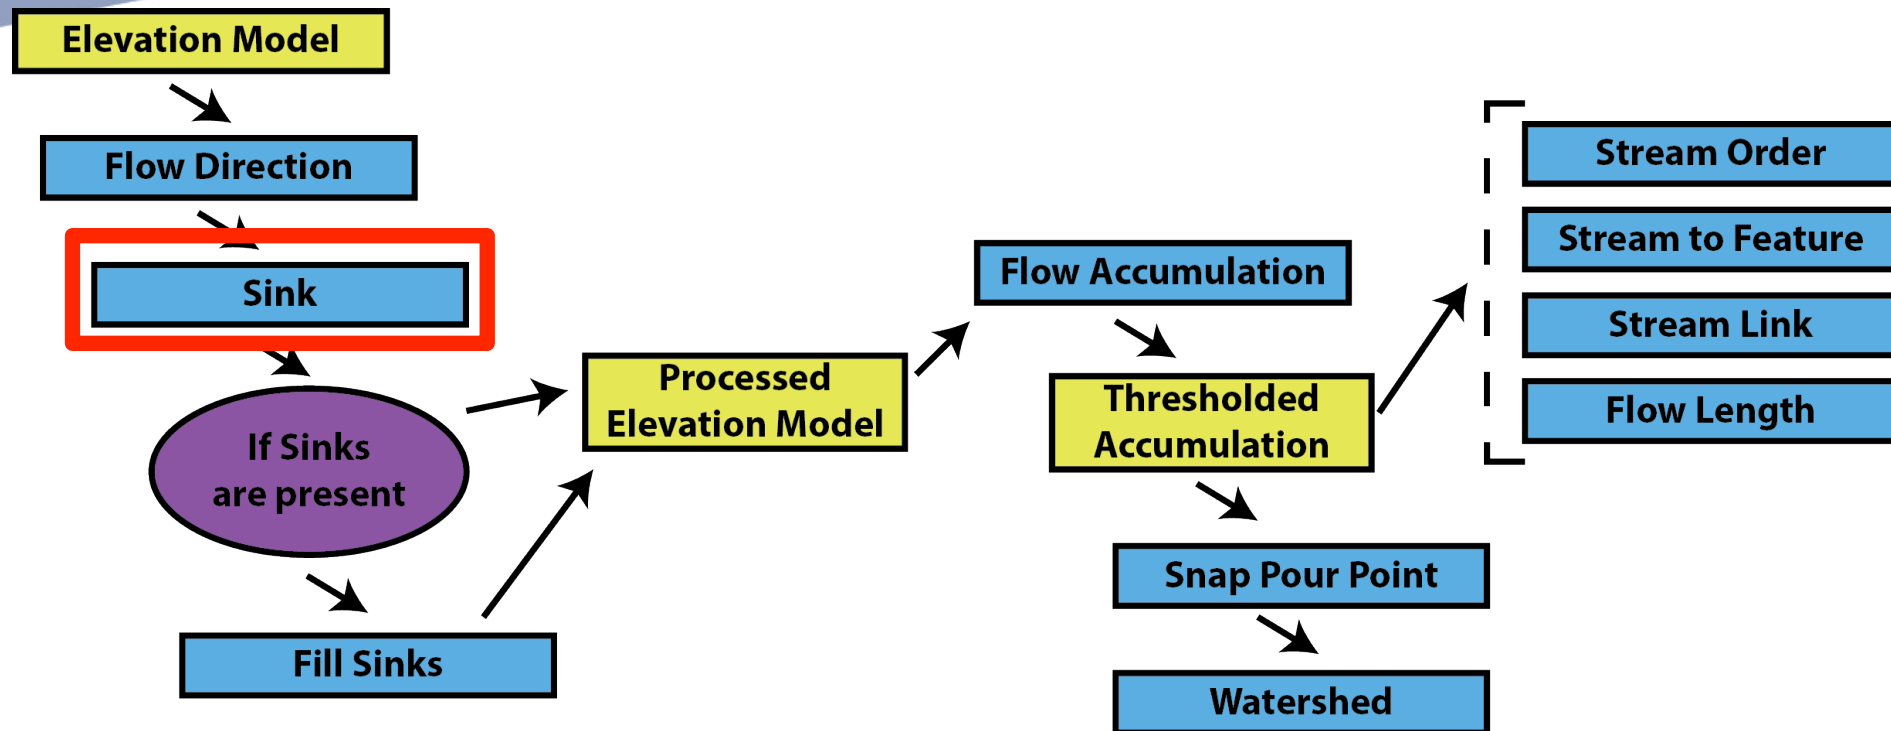 Elevation Model
Flow Direction
Sink
If Sinks
are present
Fill Sinks
Processed
Elevation Model
Flow Accumulation
Thresholded
Accumulation
Snap Pour Point
Watershed
Stream Order
Stream to Feature
Stream Link
Flow Length